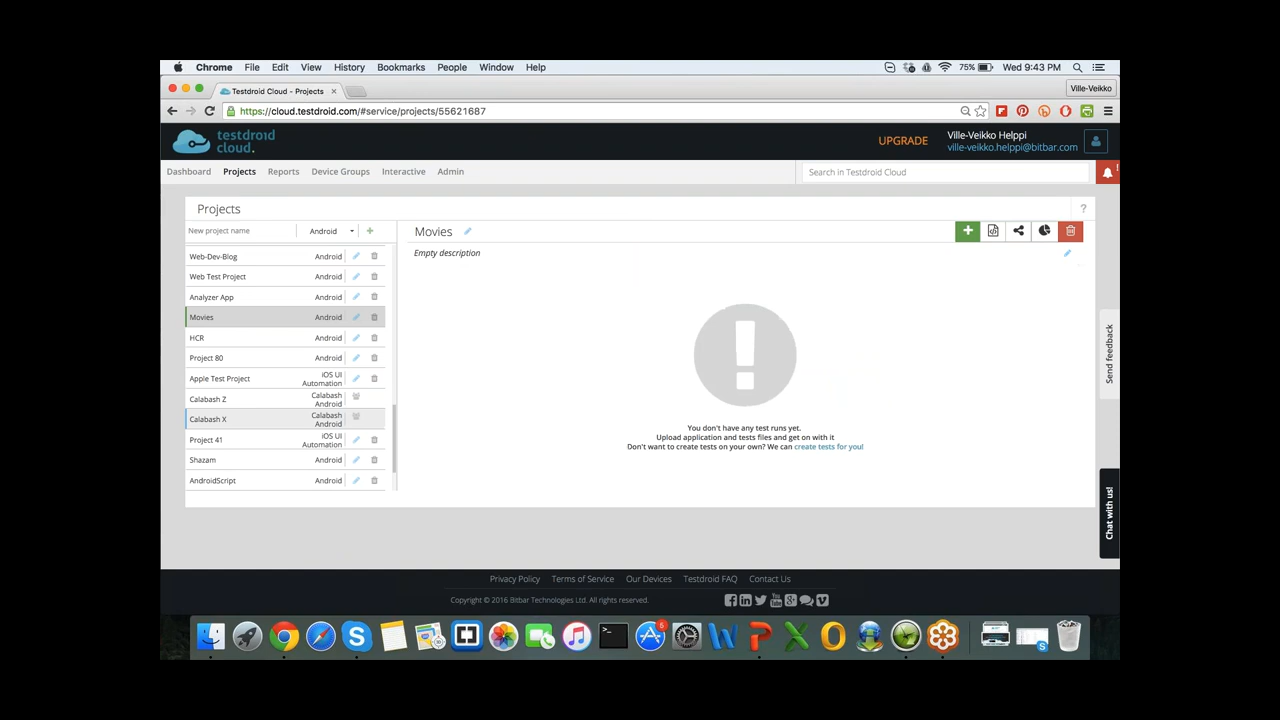 Chrome File Edit View History Bookmarks People Window Help
75% Wed 9:43 PM
Testdroid Cloud - Projects
Ville-Veikko
https://cloud.testdroid.com/#service/projects/55621687
testdroid
cloud.
UPGRADE
Ville-Veikko Helppi
ville-veikko.helppi@bitbar.com
Dashboard Projects Reports Device Groups Interactive Admin
Search in Testdroid Cloud
Projects
?
New project name Android
Movies
Empty description
Web-Dev-Blog Android
Web Test Project Android
Analyzer App Android
Movies Android
HCR Android
Project 80 Android
Apple Test Project iOS UI
Automation
Calabash Z Calabash
Android
Calabash X Calabash
Android
Project 41 iOS UI
Automation
Shazam Android
AndroidScript Android
You don't have any test runs yet.
Upload application and tests files and get on with it
Don't want to create tests on your own? We can create tests for you!
Send feedback
Chat with us!
Privacy Policy Terms of Service Our Devices Testdroid FAQ Contact Us
Copyright © 2016 Bitbar Technologies Ltd. All rights reserved.